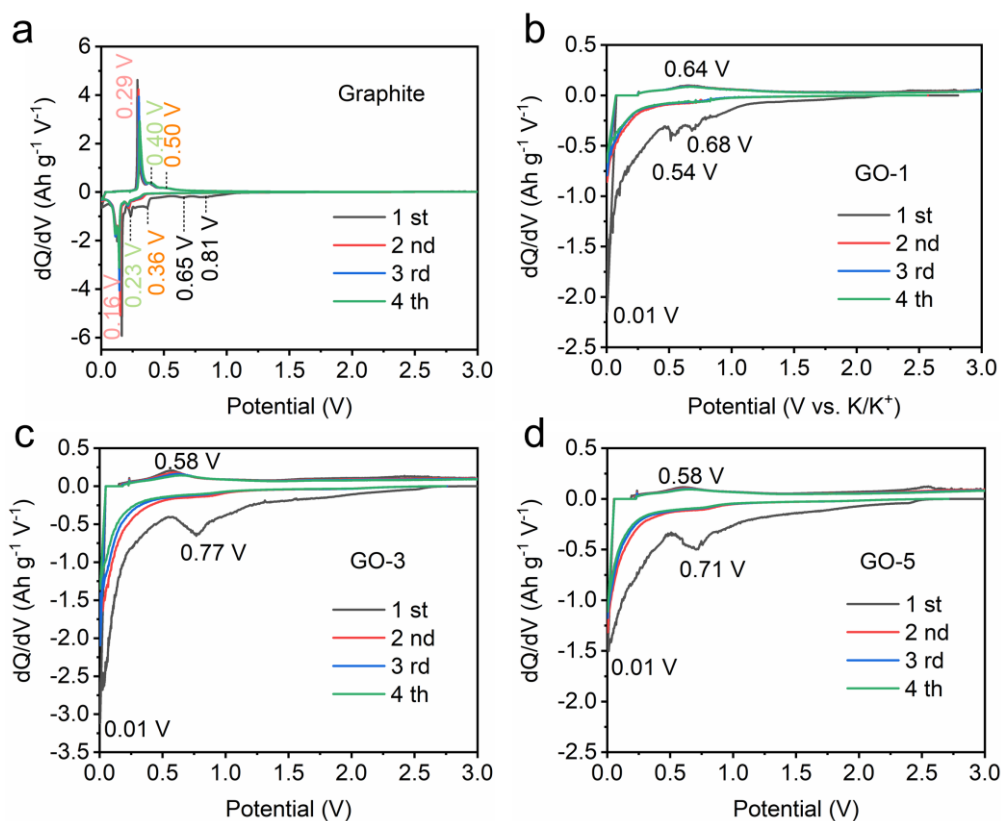 a
6
4
2
0
-2
-4
-6
dQ/dV (Ah g⁻¹ V⁻¹)
0.29 V
0.40 V
0.50 V
Graphite
0.16 V
0.23 V
0.36 V
0.65 V
0.81 V
1 st
2 nd
3 rd
4 th
0.0 0.5 1.0 1.5 2.0 2.5 3.0
Potential (V)
b
0.5
0.0
-0.5
-1.0
-1.5
-2.0
-2.5
dQ/dV (Ah g⁻¹ V⁻¹)
0.64 V
0.68 V
0.54 V
GO-1
1 st
2 nd
3 rd
4 th
0.01 V
0.0 0.5 1.0 1.5 2.0 2.5 3.0
Potential (V vs. K/K⁺)
c
0.5
0.0
-0.5
-1.0
-1.5
-2.0
-2.5
-3.0
-3.5
dQ/dV (Ah g⁻¹ V⁻¹)
0.58 V
0.77 V
GO-3
1 st
2 nd
3 rd
4 th
0.01 V
0.0 0.5 1.0 1.5 2.0 2.5 3.0
Potential (V)
d
0.5
0.0
-0.5
-1.0
-1.5
-2.0
-2.5
dQ/dV (Ah g⁻¹ V⁻¹)
0.58 V
0.71 V
GO-5
1 st
2 nd
3 rd
4 th
0.01 V
0.0 0.5 1.0 1.5 2.0 2.5 3.0
Potential (V)